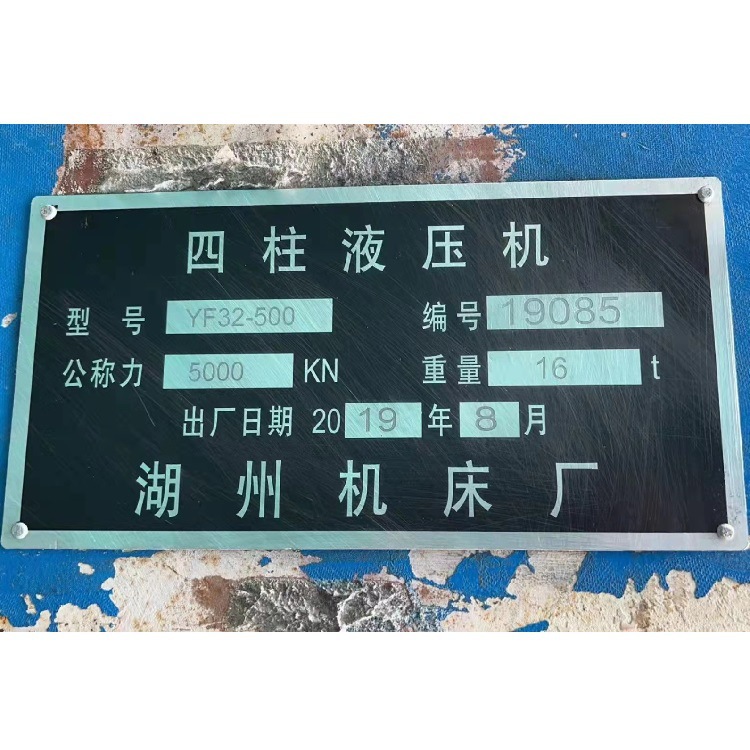 四柱液压机
型号 YF32-500 编号 19085
公称力 5000 KN 重量 16 t
出厂日期 2019年8月
湖州机床厂